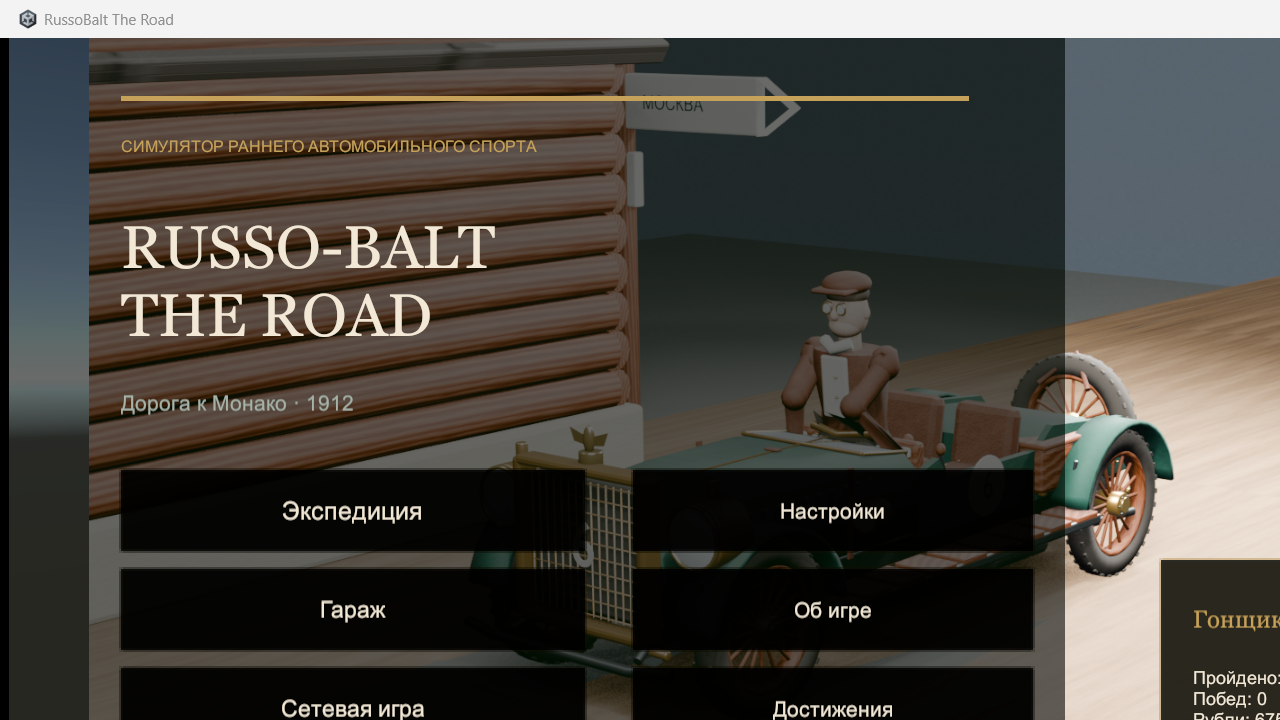 RussoBalt The Road
МОСКВА
СИМУЛЯТОР РАННЕГО АВТОМОБИЛЬНОГО СПОРТА
RUSSO-BALT
THE ROAD
Дорога к Монако · 1912
Экспедиция
Настройки
Гараж
Об игре
Сетевая игра
Достижения
Гонщик
Пройдено:
Побед: 0